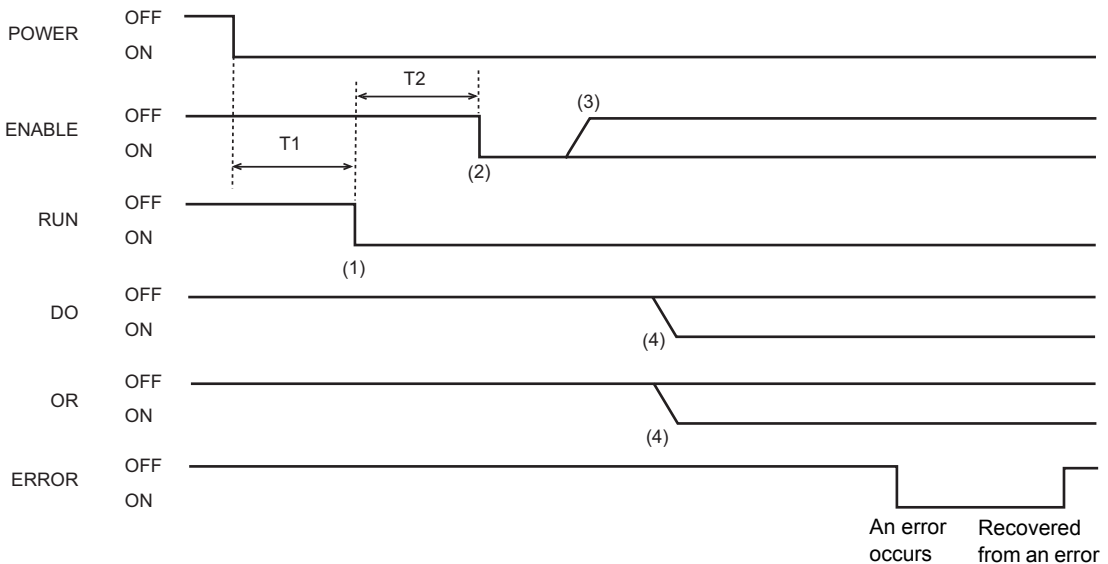 POWER
OFF
ON
T2
ENABLE
OFF
ON
(3)
T1
(2)
RUN
OFF
ON
(1)
DO
OFF
ON
(4)
OR
OFF
ON
(4)
ERROR
OFF
ON
An error
occurs
Recovered
from an error